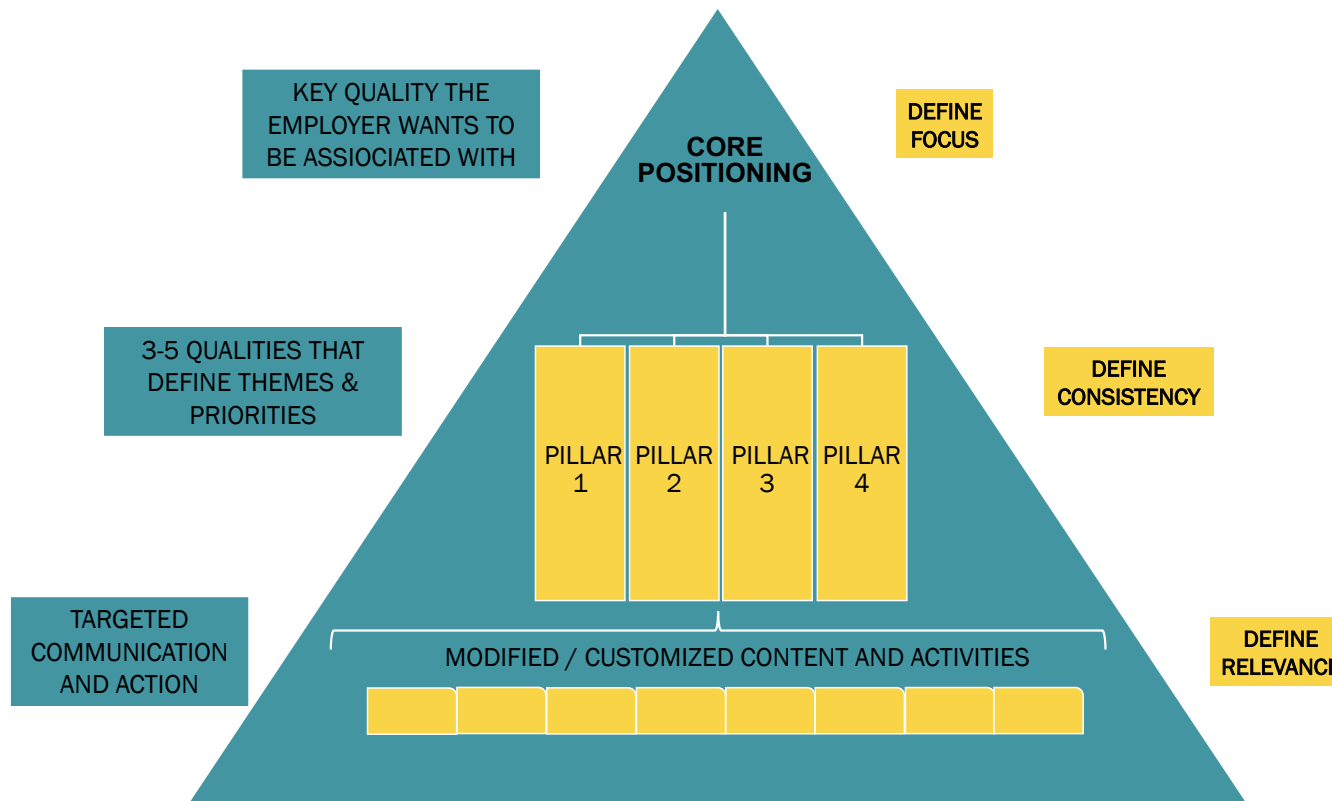 KEY QUALITY THE
EMPLOYER WANTS TO
BE ASSIOCIATED WITH
CORE
POSITIONING
DEFINE
FOCUS
3-5 QUALITIES THAT
DEFINE THEMES &
PRIORITIES
PILLAR
1
PILLAR
2
PILLAR
3
PILLAR
4
DEFINE
CONSISTENCY
TARGETED
COMMUNICATION
AND ACTION
MODIFIED / CUSTOMIZED CONTENT AND ACTIVITIES
DEFINE
RELEVANCE